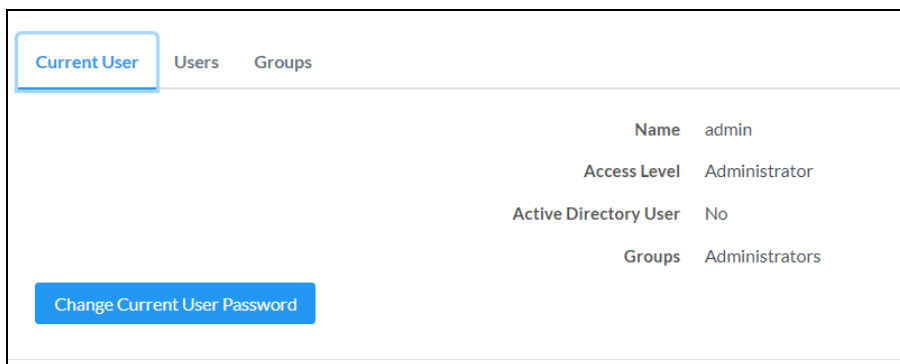 Current User Users Groups
Name admin
Access Level Administrator
Active Directory User No
Groups Administrators
Change Current User Password